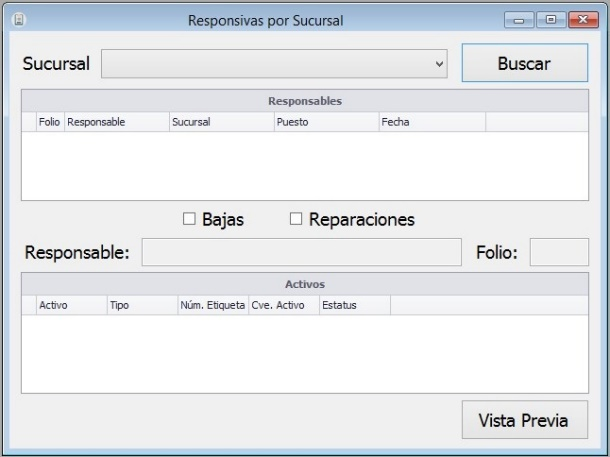 Responsivas por Sucursal
Sucursal Buscar
Responsables
Folio Responsable Sucursal Puesto Fecha
Bajas Reparaciones
Responsable: Folio:
Activos
Activo Tipo Núm. Etiqueta Cve. Activo Estatus
Vista Previa